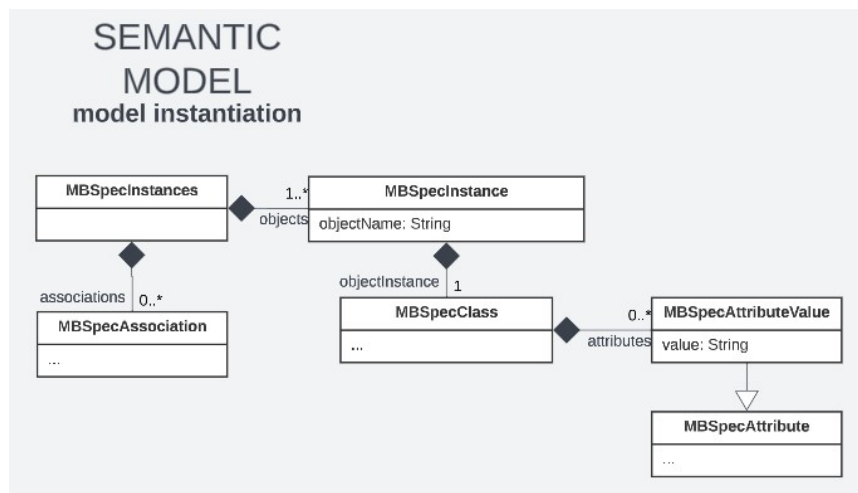 SEMANTIC
MODEL
model instantiation
MBSpecInstances
1..*
objects
MBSpecInstance
objectName: String
associations
0..*
objectInstance
1
MBSpecAssociation
...
MBSpecClass
...
0..*
attributes
MBSpecAttributeValue
value: String
MBSpecAttribute
...